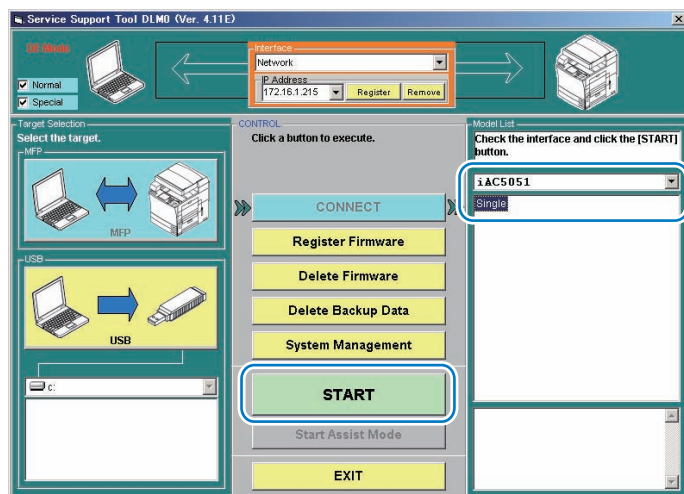 Service Support Tool DLM0 (Ver. 4.11E)
Interface
Network
IP Address
172.16.1.215
Register
Remove
Normal
Special
Target Selection
Select the target.
MFP
MFP
USB
USB
c:
CONTROL
Click a button to execute.
CONNECT
Register Firmware
Delete Firmware
Delete Backup Data
System Management
START
Start Assist Mode
EXIT
Model List
Check the interface and click the [START]
button.
iAC5051
Single